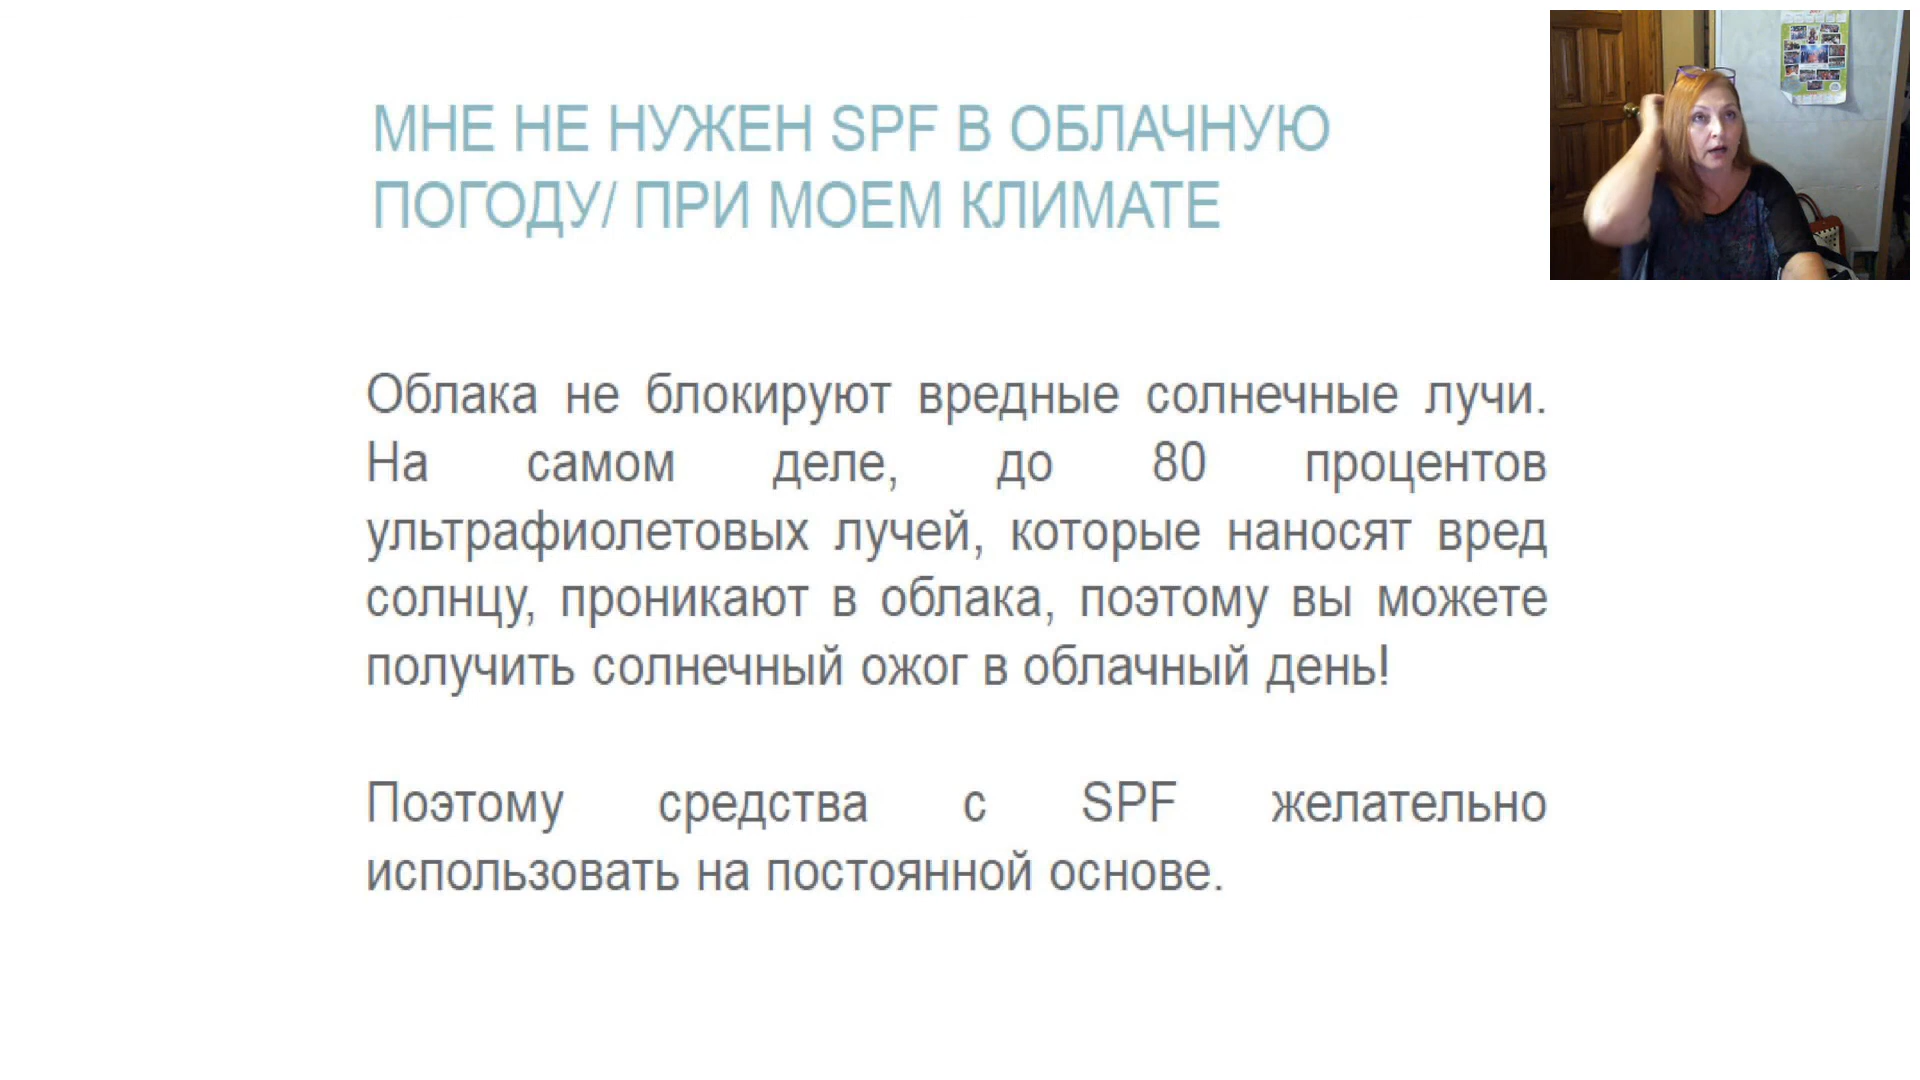 МНЕ НЕ НУЖЕН SPF В ОБЛАЧНУЮ
ПОГОДУ/ ПРИ МОЕМ КЛИМАТЕ
Облака не блокируют вредные солнечные лучи.
На самом деле, до 80 процентов
ультрафиолетовых лучей, которые наносят вред
солнцу, проникают в облака, поэтому вы можете
получить солнечный ожог в облачный день!
Поэтому средства с SPF желательно
использовать на постоянной основе.